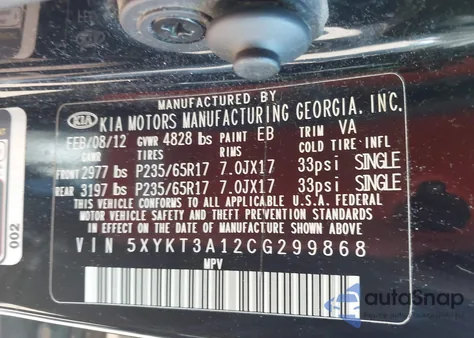 MANUFACTURED BY
KIA KIA MOTORS MANUFACTURING GEORGIA, INC.
FEB/08/12 GVWR 4828 lbs PAINT EB TRIM VA
GAWR TIRES RIMS COLD TIRE INFL
FRONT 2977 lbs P235/65R17 7.0JX17 33psi SINGLE
REAR 3197 lbs P235/65R17 7.0JX17 33psi SINGLE
THIS VEHICLE CONFORMS TO ALL APPLICABLE U.S.A. FEDERAL
MOTOR VEHICLE SAFETY AND THEFT PREVENTION STANDARDS
IN EFFECT ON THE DATE OF MANUFACTURE SHOWN ABOVE
VIN 5XYKT3A12CG299868
MPV
002
autoSnap